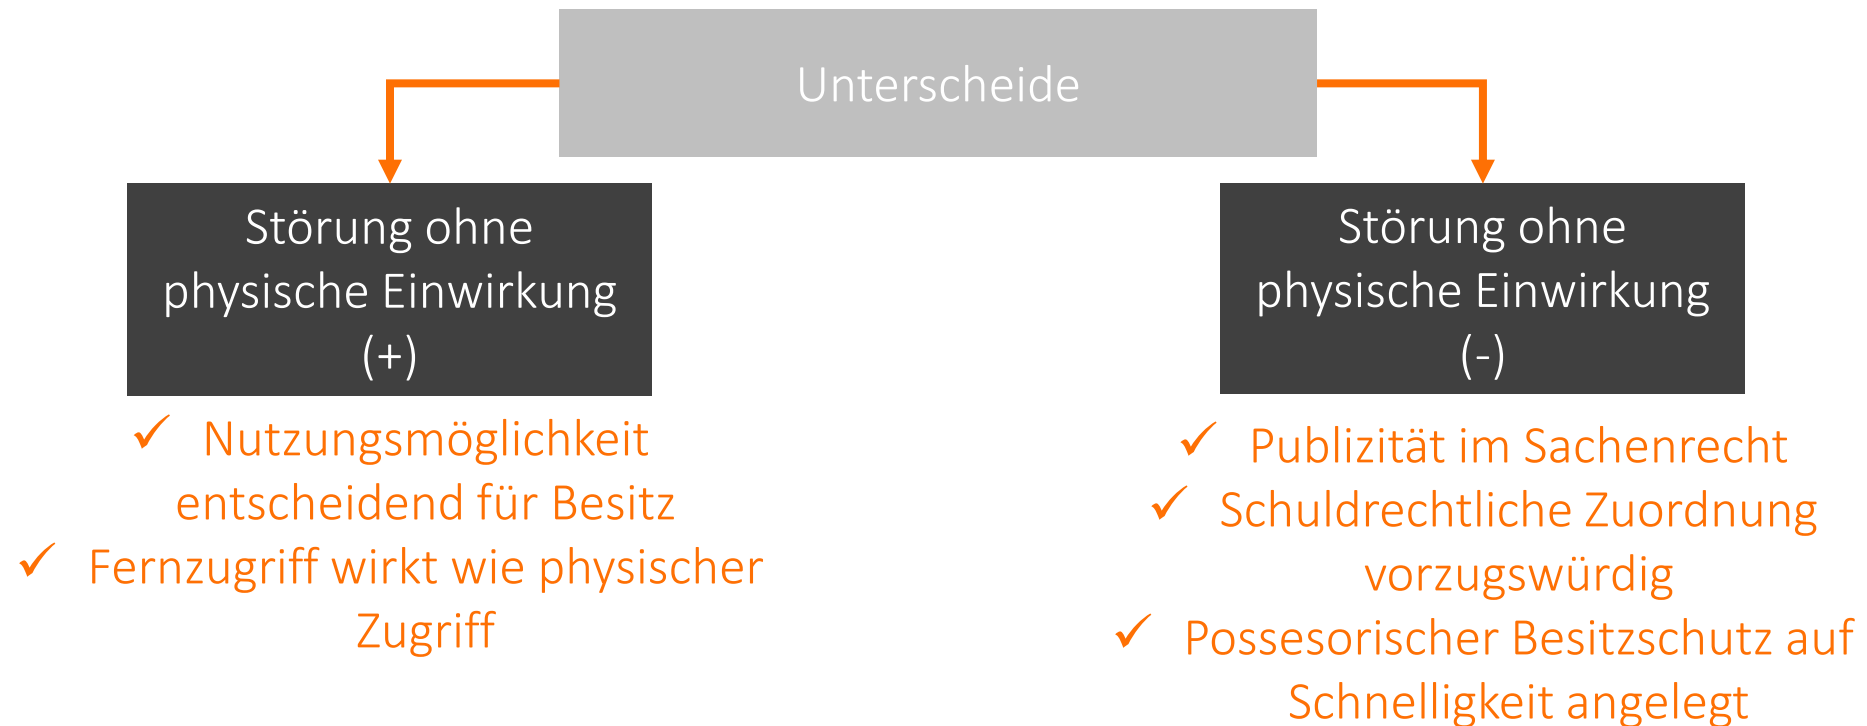 Unterscheide
Störung ohne
physische Einwirkung
(+)
✓ Nutzungsmöglichkeit
entscheidend für Besitz
✓ Fernzugriff wirkt wie physischer
Zugriff
Störung ohne
physische Einwirkung
(-)
✓ Publizität im Sachenrecht
✓ Schuldrechtliche Zuordnung
vorzugswürdig
✓ Possesorischer Besitzschutz auf
Schnelligkeit angelegt